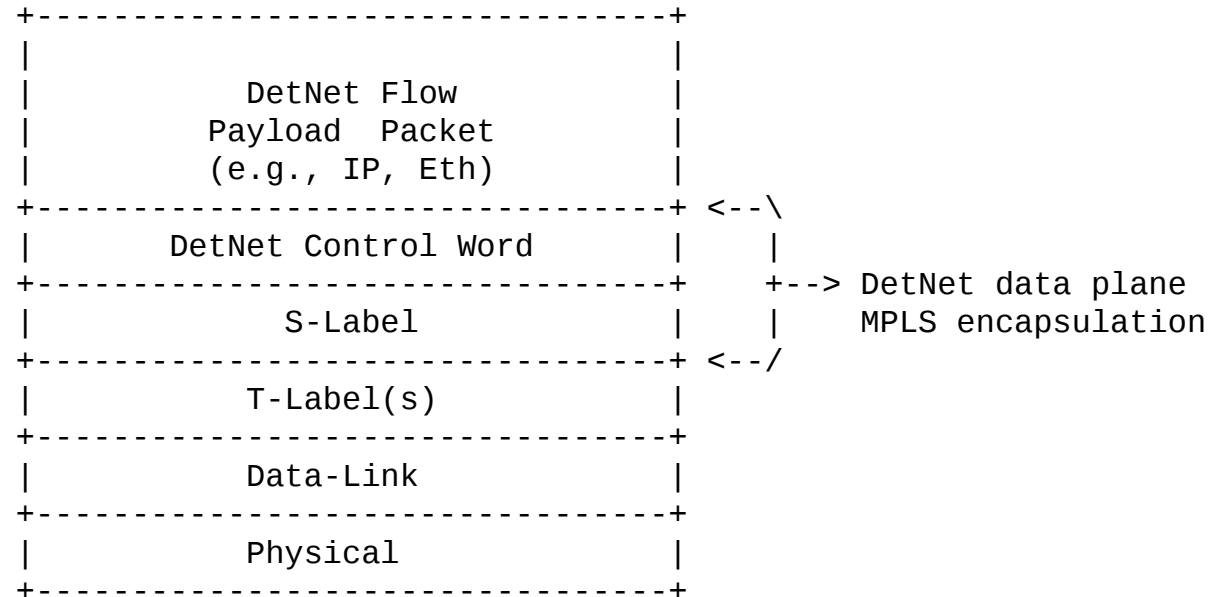 +---------------------------------+
|                                 |
|           DetNet Flow           |
|         Payload  Packet         |
|         (e.g., IP, Eth)         |
+---------------------------------+ <--\
|       DetNet Control Word       |    |
+---------------------------------+    +--> DetNet data plane
|             S-Label             |    |    MPLS encapsulation
+---------------------------------+ <--/
|           T-Label(s)            |
+---------------------------------+
|           Data-Link             |
+---------------------------------+
|           Physical              |
+---------------------------------+